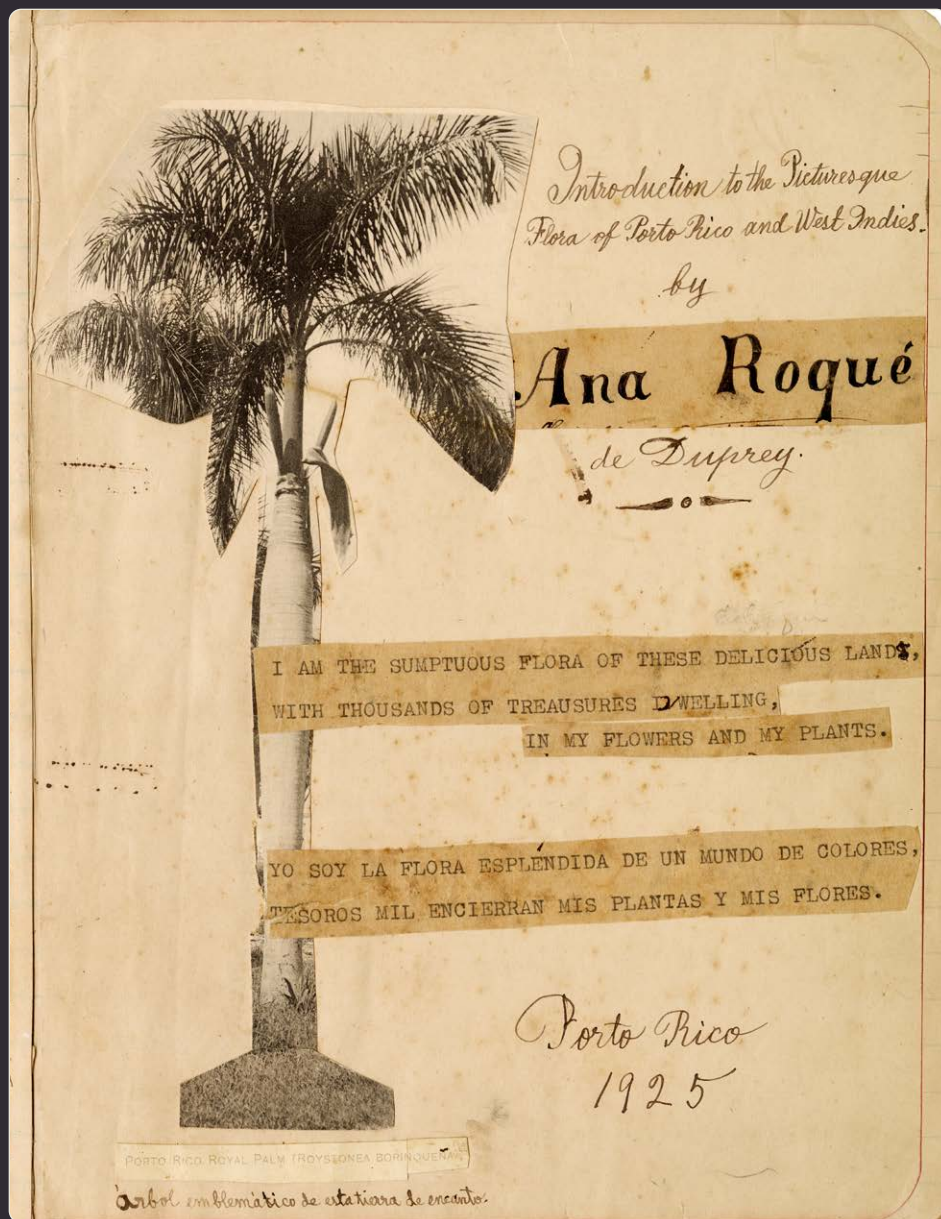 Introduction to the Picturesque
Flora of Porto Rico and West Indies.
by
Ana Roqué
de Duprey.
I AM THE SUMPTUOUS FLORA OF THESE DELICIOUS LANDS,
WITH THOUSANDS OF TREAUSURES DWELLING,
IN MY FLOWERS AND MY PLANTS.
YO SOY LA FLORA ESPLÉNDIDA DE UN MUNDO DE COLORES,
TESOROS MIL ENCIERRAN MIS PLANTAS Y MIS FLORES.
Porto Rico
1925
PORTO RICO ROYAL PALM (ROYSTONEA BORINQUEÑA)
árbol emblemático de esta tierra de encanto.